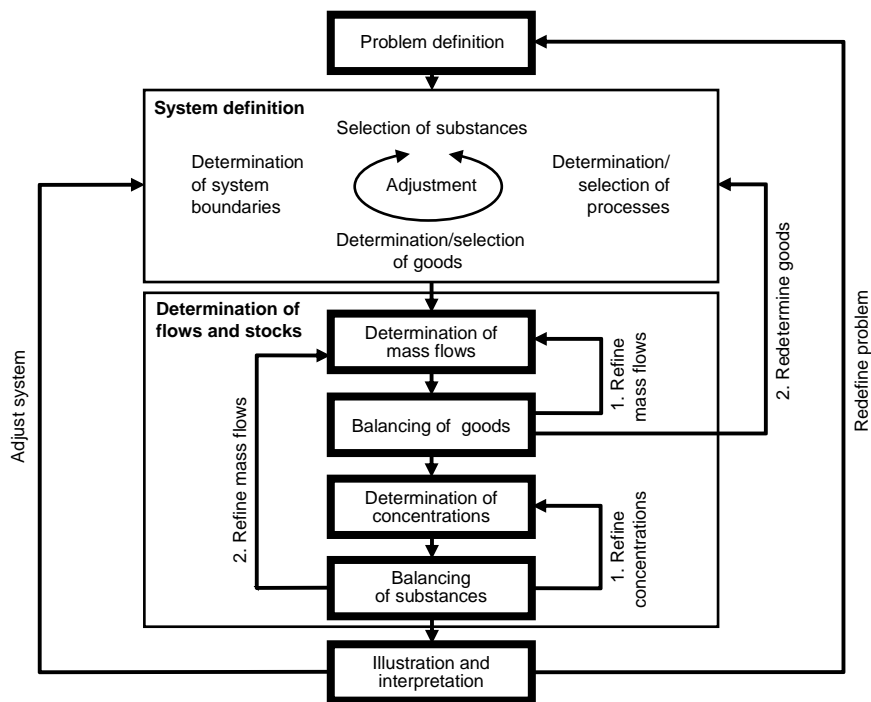 Problem definition
System definition
Selection of substances
Determination
of system
boundaries
Adjustment
Determination/
selection of
processes
Determination/selection
of goods
Determination of
flows and stocks
Determination of
mass flows
1. Refine
mass flows
Balancing of goods
Determination of
concentrations
1. Refine
concentrations
Balancing
of substances
2. Refine mass flows
2. Redetermine goods
Adjust system
Redefine problem
Illustration and
interpretation